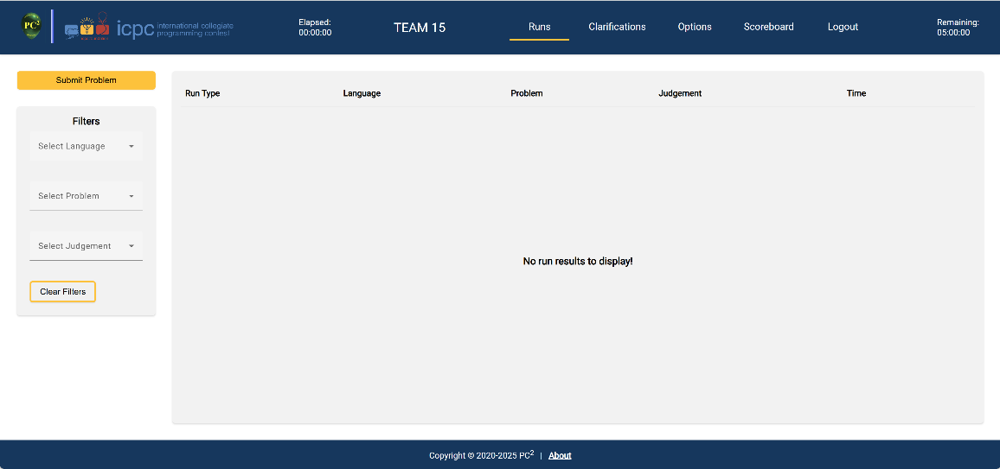 PC²
icpc international collegiate
programming contest
Elapsed:
00:00:00
TEAM 15
Runs
Clarifications
Options
Scoreboard
Logout
Remaining:
05:00:00
Submit Problem
Filters
Select Language
Select Problem
Select Judgement
Clear Filters
Run Type
Language
Problem
Judgement
Time
No run results to display!
Copyright © 2020-2025 PC² | About